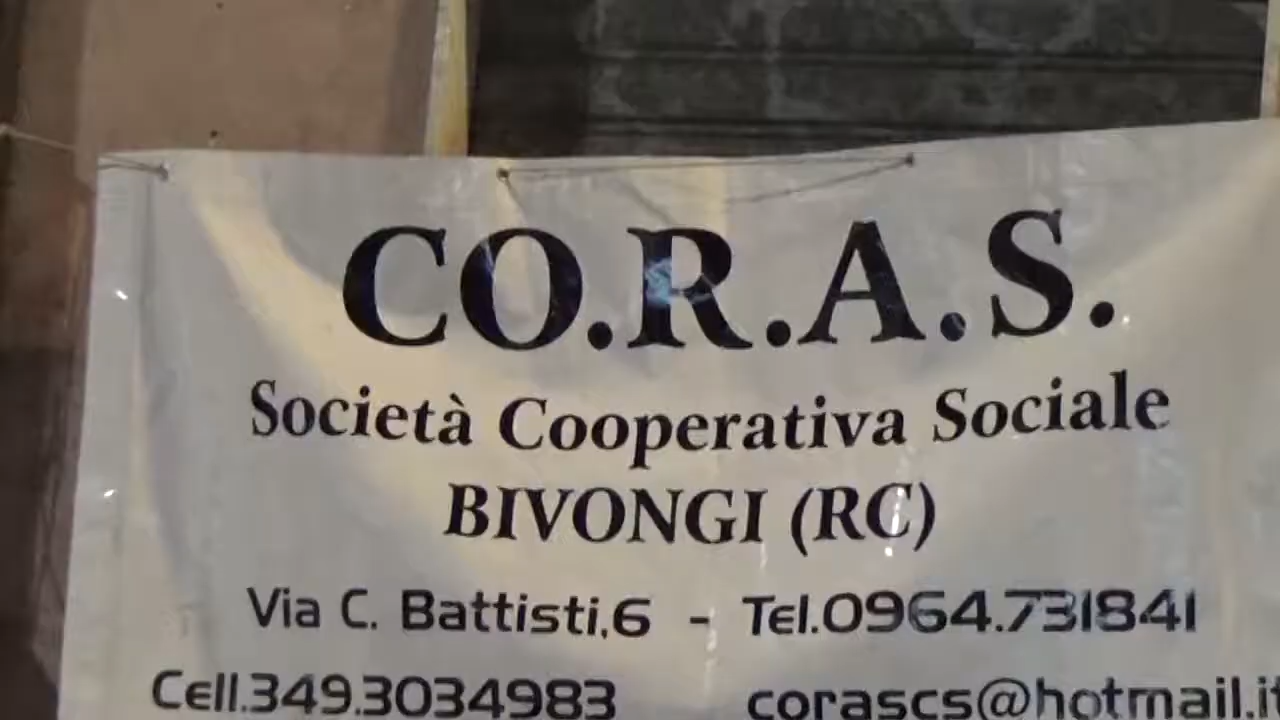 CO.R.A.S.
Società Cooperativa Sociale
BIVONGI (RC)
Via C. Battisti,6 - Tel.0964.731841
Cell.349.3034983 corascs@hotmail.it